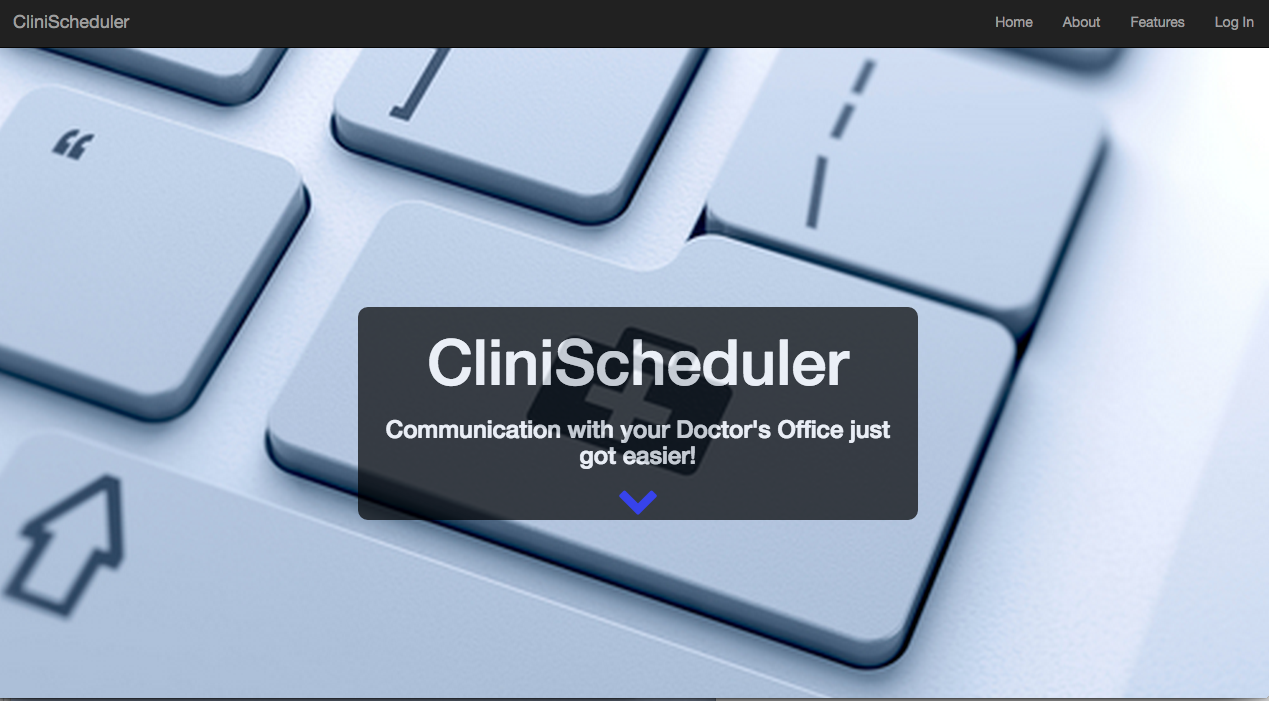 CliniScheduler
Home About Features Log In
“
]
CliniScheduler
Communication with your Doctor's Office just
got easier!